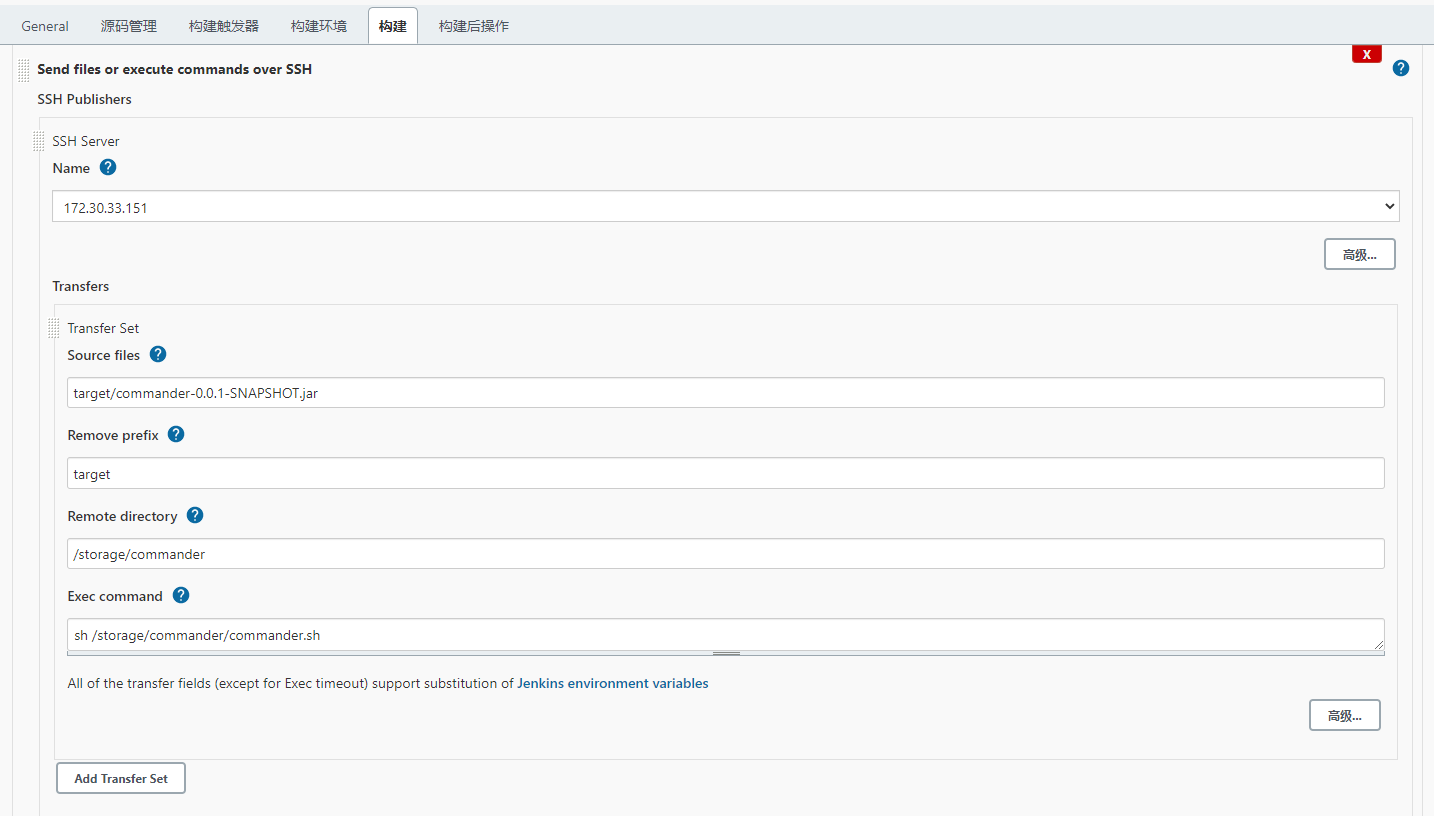 General 源码管理 构建触发器 构建环境 构建 构建后操作
X
Send files or execute commands over SSH ?
SSH Publishers
SSH Server
Name ?
172.30.33.151
高级...
Transfers
Transfer Set
Source files ?
target/commander-0.0.1-SNAPSHOT.jar
Remove prefix ?
target
Remote directory ?
/storage/commander
Exec command ?
sh /storage/commander/commander.sh
All of the transfer fields (except for Exec timeout) support substitution of Jenkins environment variables
高级...
Add Transfer Set